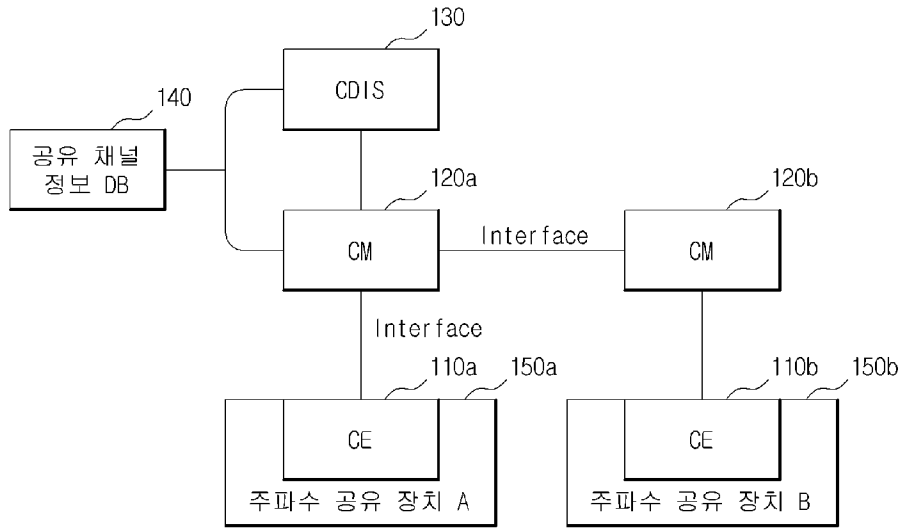 130
CDIS
140
공유 채널
정보 DB
120a
120b
CM
Interface
CM
Interface
110a
150a
110b
150b
CE
CE
주파수 공유 장치 A
주파수 공유 장치 B